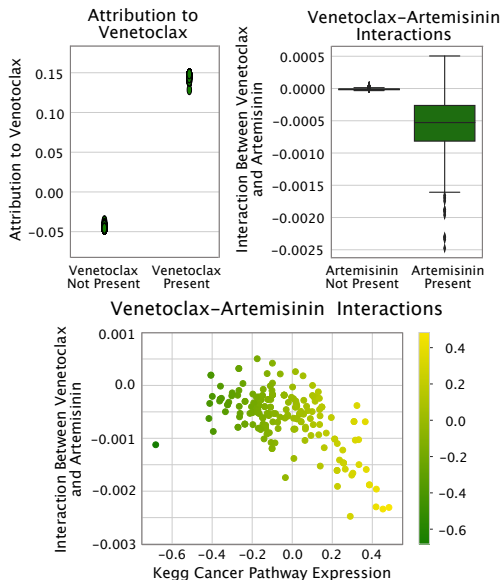 Attribution to
Venetoclax
Attribution to Venotoclax
0.15
0.10
0.05
0.00
-0.05
Venetoclax
Not Present
Venetoclax
Present
Venetoclax-Artemisinin
Interactions
Interaction Between Venetoclax
and Artemisinin
0.0005
0.0000
-0.0005
-0.0010
-0.0015
-0.0020
-0.0025
Artemisinin
Not Present
Artemisinin
Present
Venetoclax-Artemisinin Interactions
Interaction Between Venetoclax
and Artemisinin
0.001
0.0
-0.001
-0.002
-0.003
-0.6
-0.4
-0.2
0.0
0.2
0.4
Kegg Cancer Pathway Expression
0.4
0.2
0.0
-0.2
-0.4
-0.6